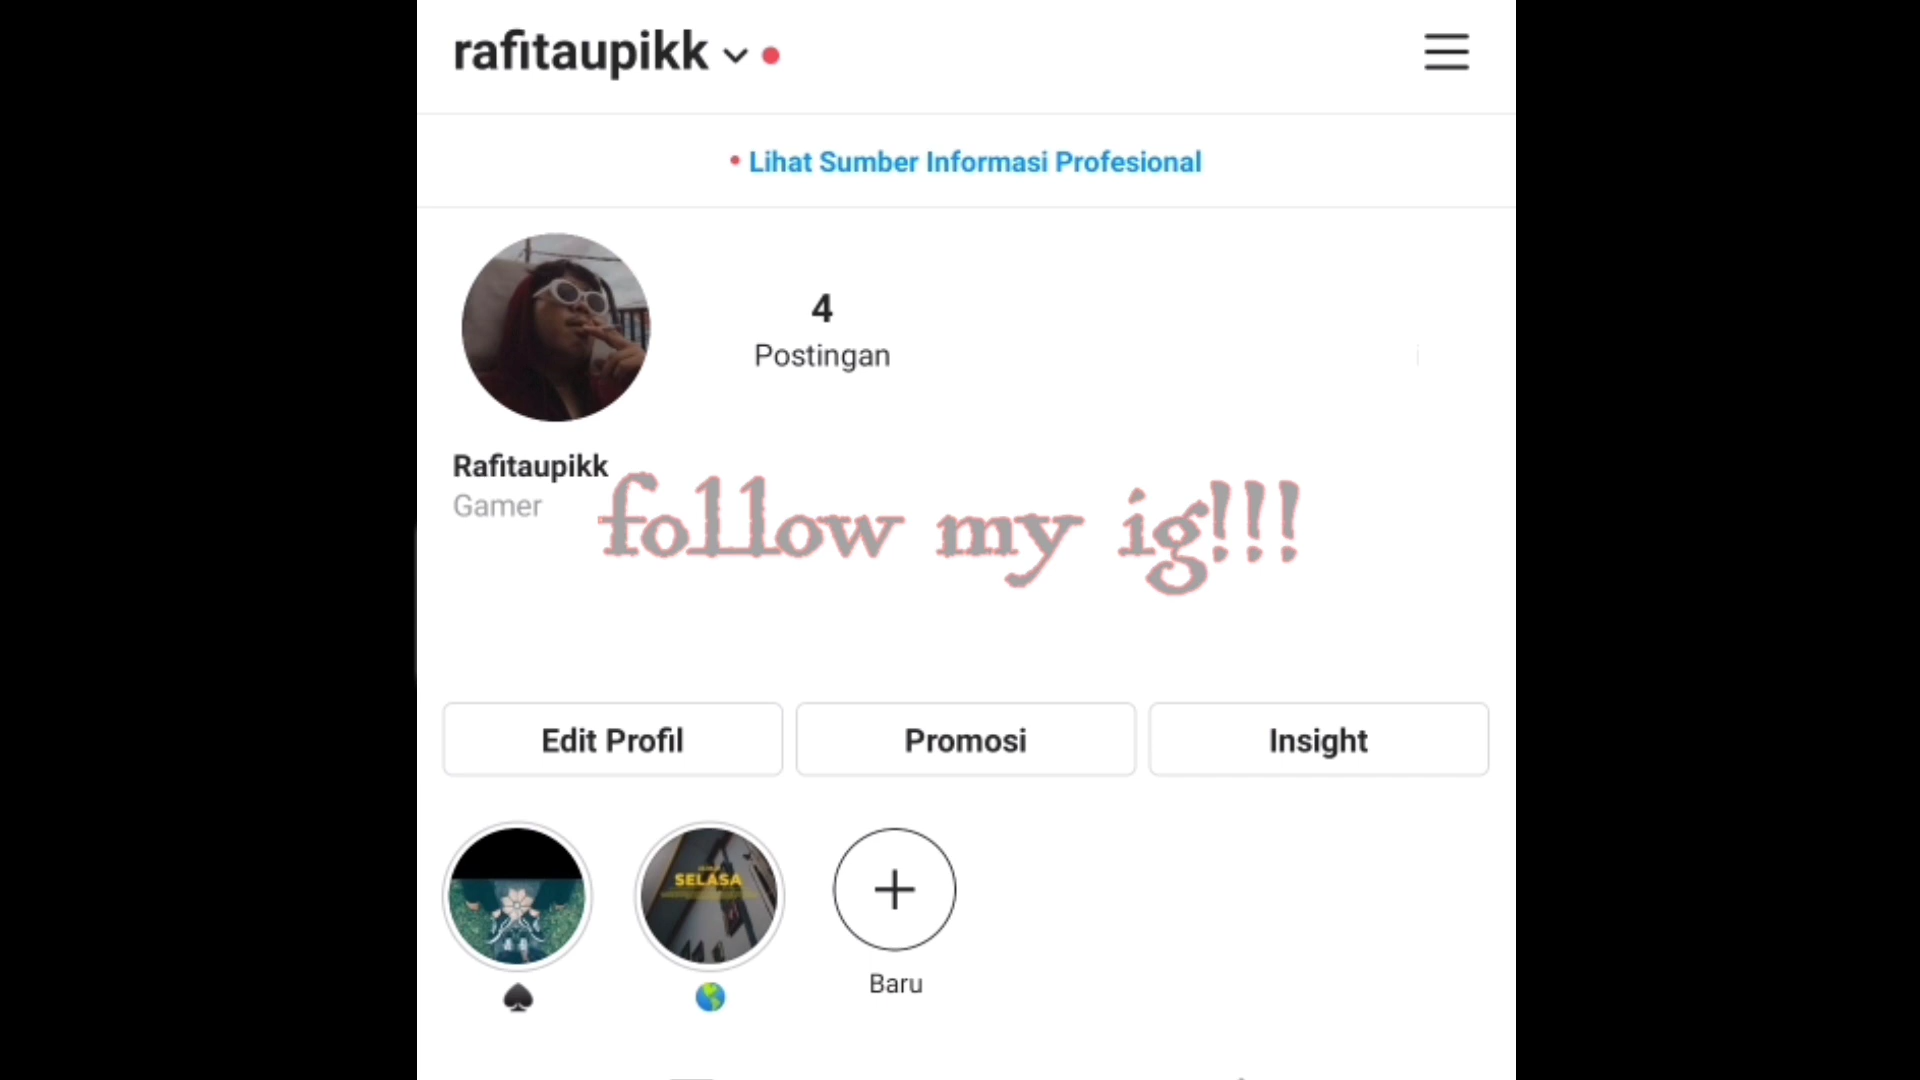 rafitaupikk
Lihat Sumber Informasi Profesional
4
Postingan
Rafitaupikk
Gamer
follow my ig!!!
Edit Profil
Promosi
Insight
SELASA
Baru